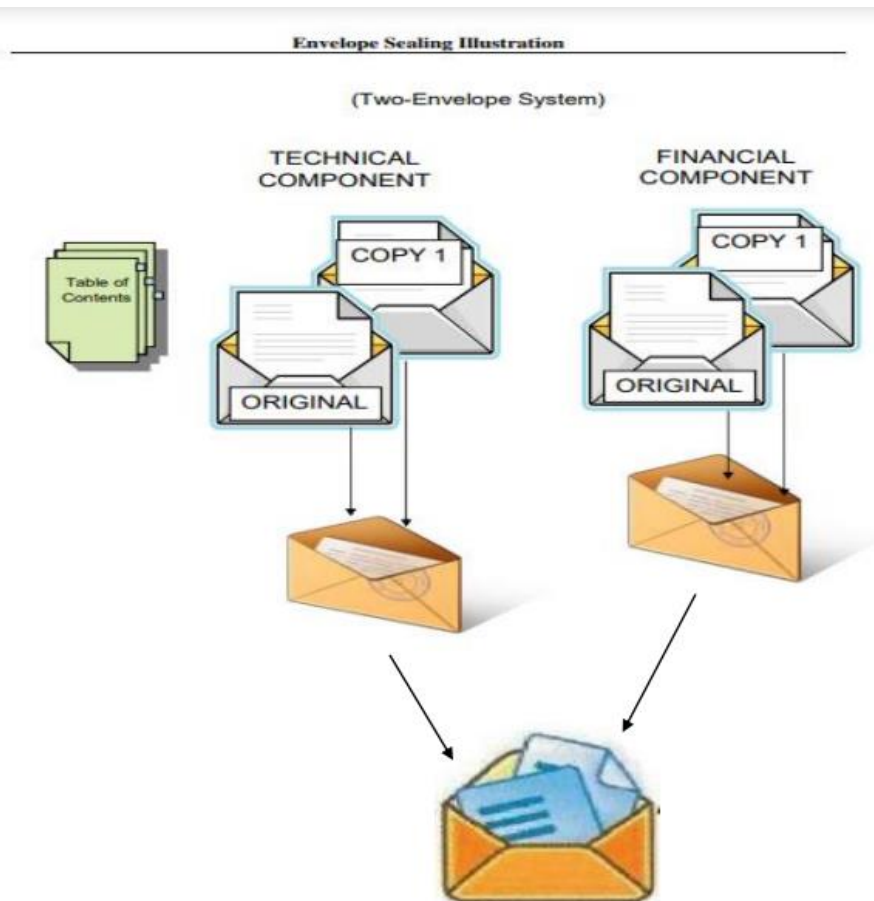 Envelope Sealing Illustration
(Two-Envelope System)
TECHNICAL
COMPONENT
FINANCIAL
COMPONENT
Table of
Contents
COPY 1
ORIGINAL
COPY 1
ORIGINAL